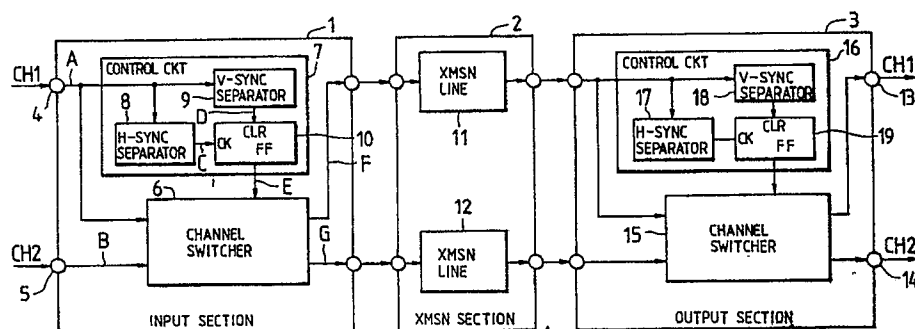 1
2
3
CH1
A
4
CONTROL CKT
7
8
9
V-SYNC
SEPARATOR
D
H-SYNC
SEPARATOR
C
CK
CLR
FF
10
F
E
6
CHANNEL
SWITCHER
CH2
B
5
G
INPUT SECTION
XMSN
LINE
11
12
XMSN
LINE
XMSN SECTION
CONTROL CKT
16
17
18
V-SYNC
SEPARATOR
H-SYNC
SEPARATOR
CK
CLR
FF
19
15
CHANNEL
SWITCHER
CH1
13
CH2
14
OUTPUT SECTION